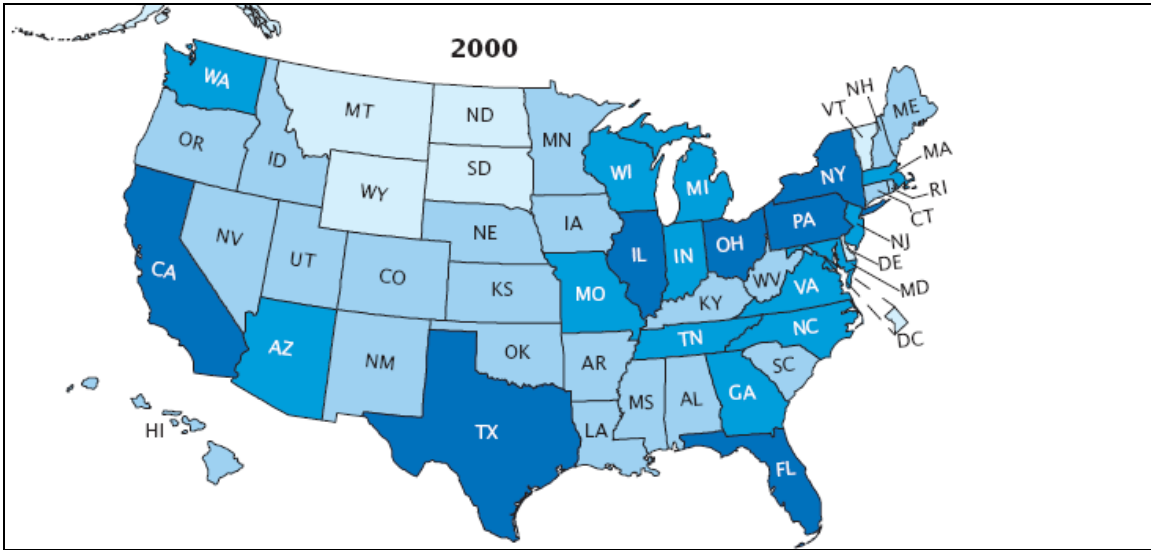 2000
WA
MT
ND
MN
VT
NH
ME
OR
ID
SD
WI
MI
NY
MA
RI
CT
WY
IA
PA
NJ
NV
NE
IL
IN
OH
DE
CA
UT
CO
KS
MO
WV
VA
MD
KY
DC
AZ
NM
OK
AR
TN
NC
SC
MS
AL
GA
HI
TX
LA
FL